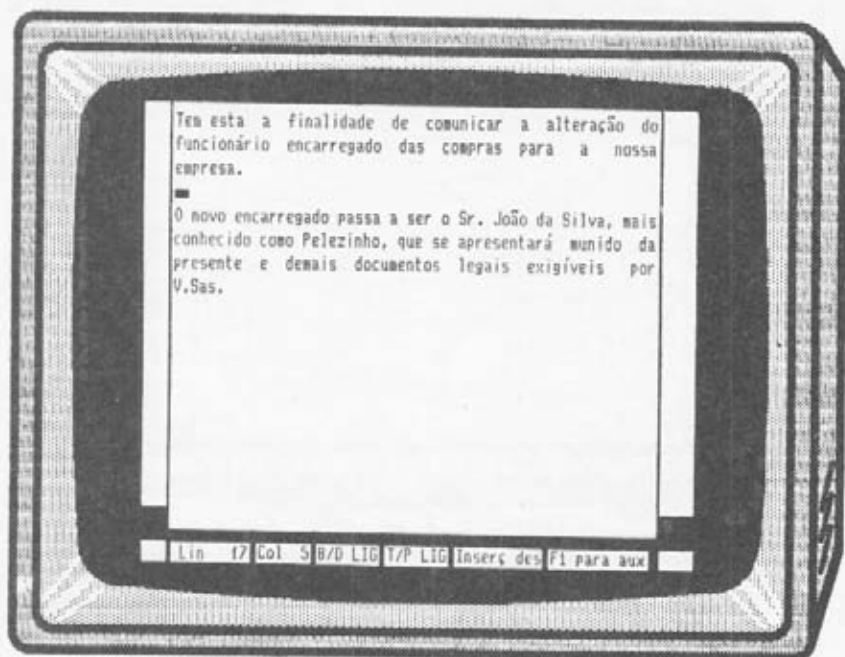 Tem esta a finalidade de comunicar a alteração do
funcionário encarregado das compras para a nossa
empresa.
O novo encarregado passa a ser o Sr. João da Silva, mais
conhecido como Pelezinho, que se apresentará munido da
presente e demais documentos legais exigíveis por
V.Sas.
Lin 17 Col 5 B/D LIG T/P LIG Inserç des F1 para aux